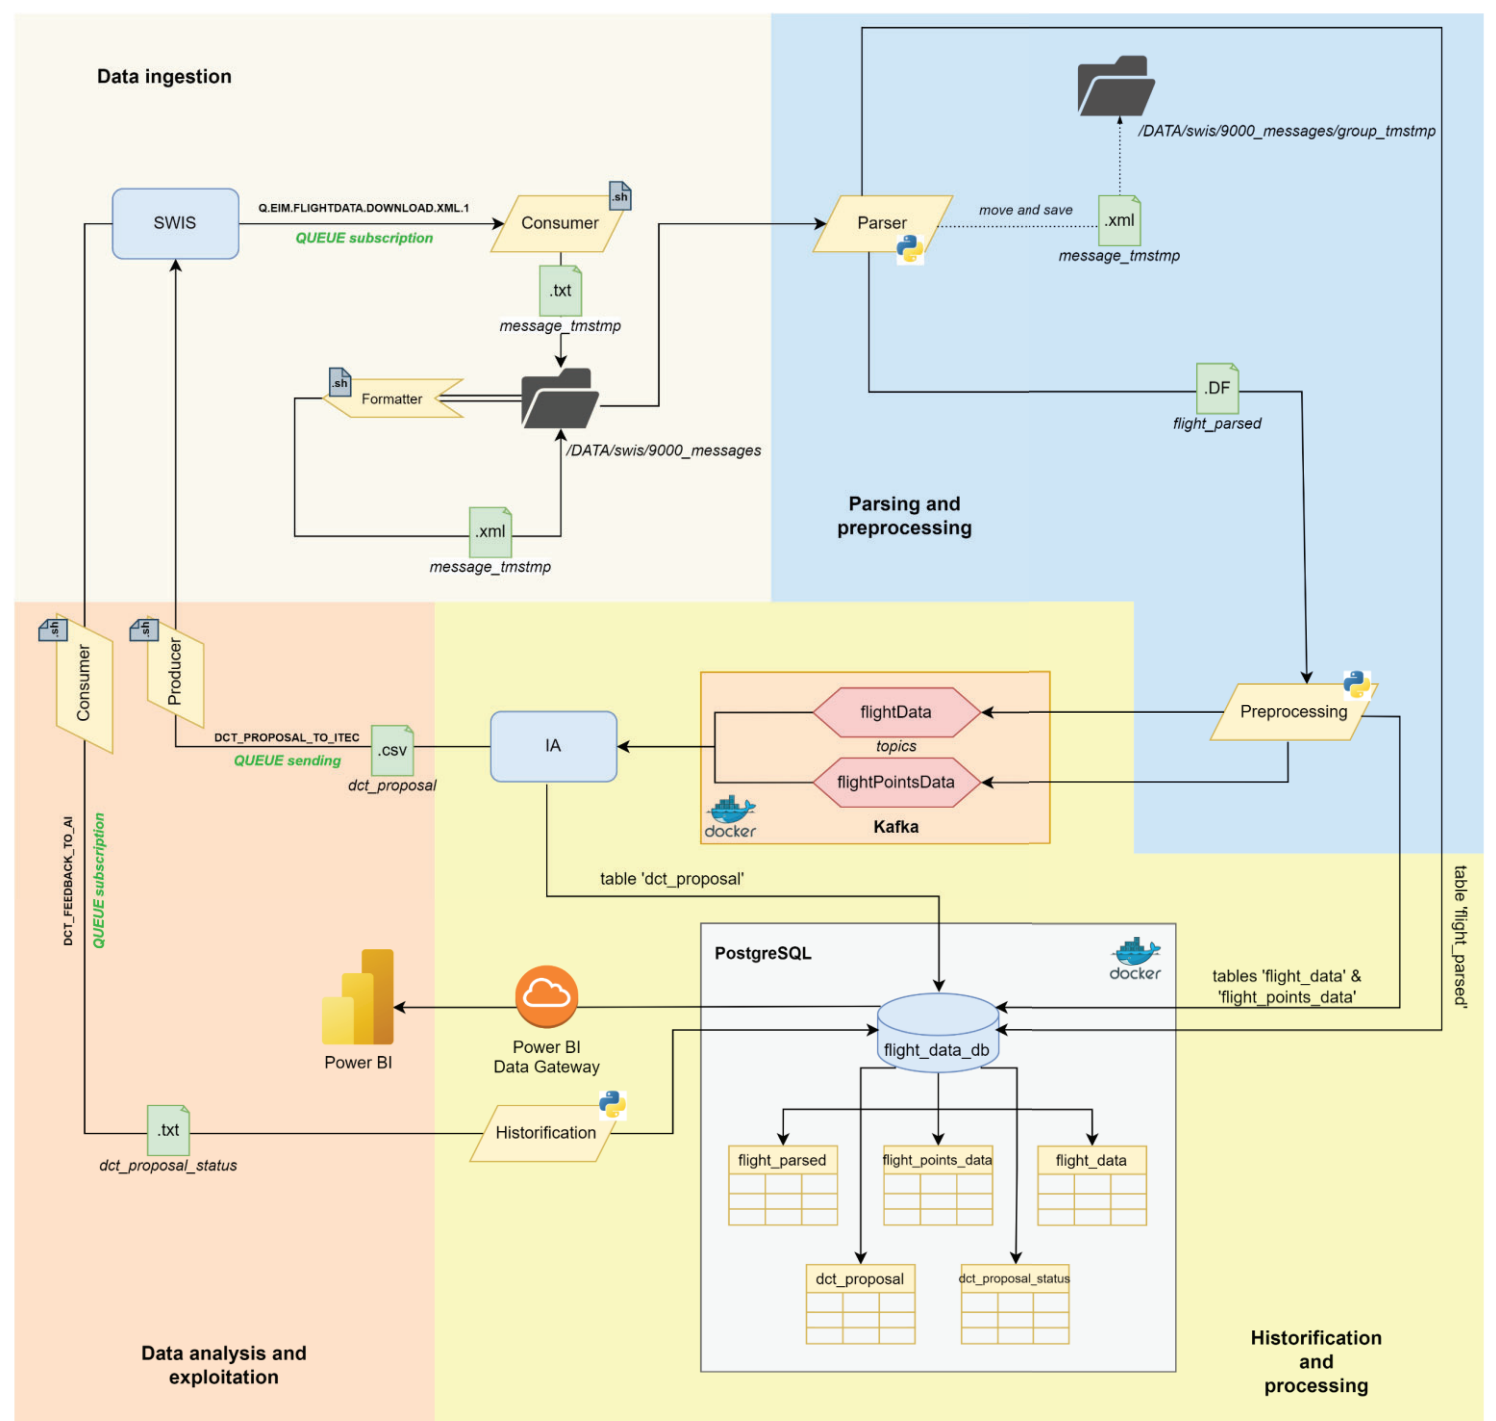 Data ingestion
/DATA/swis/9000_messages/group_tmstmp
SWIS
Q.EIM.FLIGHTDATA.DOWNLOAD.XML.1
QUEUE subscription
.sh
Consumer
Parser
move and save
.xml
message_tmstmp
.txt
message_tmstmp
.sh
Formatter
/DATA/swis/9000_messages
.DF
flight_parsed
.xml
message_tmstmp
Parsing and
preprocessing
.sh
Consumer
.sh
Producer
DCT_PROPOSAL_TO_ITEC
QUEUE sending
.csv
dct_proposal
IA
flightData
topics
flightPointsData
docker
Kafka
Preprocessing
DCT_FEEDBACK_TO_AI
QUEUE subscription
table 'dct_proposal'
table 'flight_parsed'
PostgreSQL
docker
tables 'flight_data' &
'flight_points_data'
Power BI
Power BI
Data Gateway
flight_data_db
.txt
dct_proposal_status
Historification
flight_parsed
flight_points_data
flight_data
dct_proposal
dct_proposal_status
Data analysis and
exploitation
Historification
and
processing